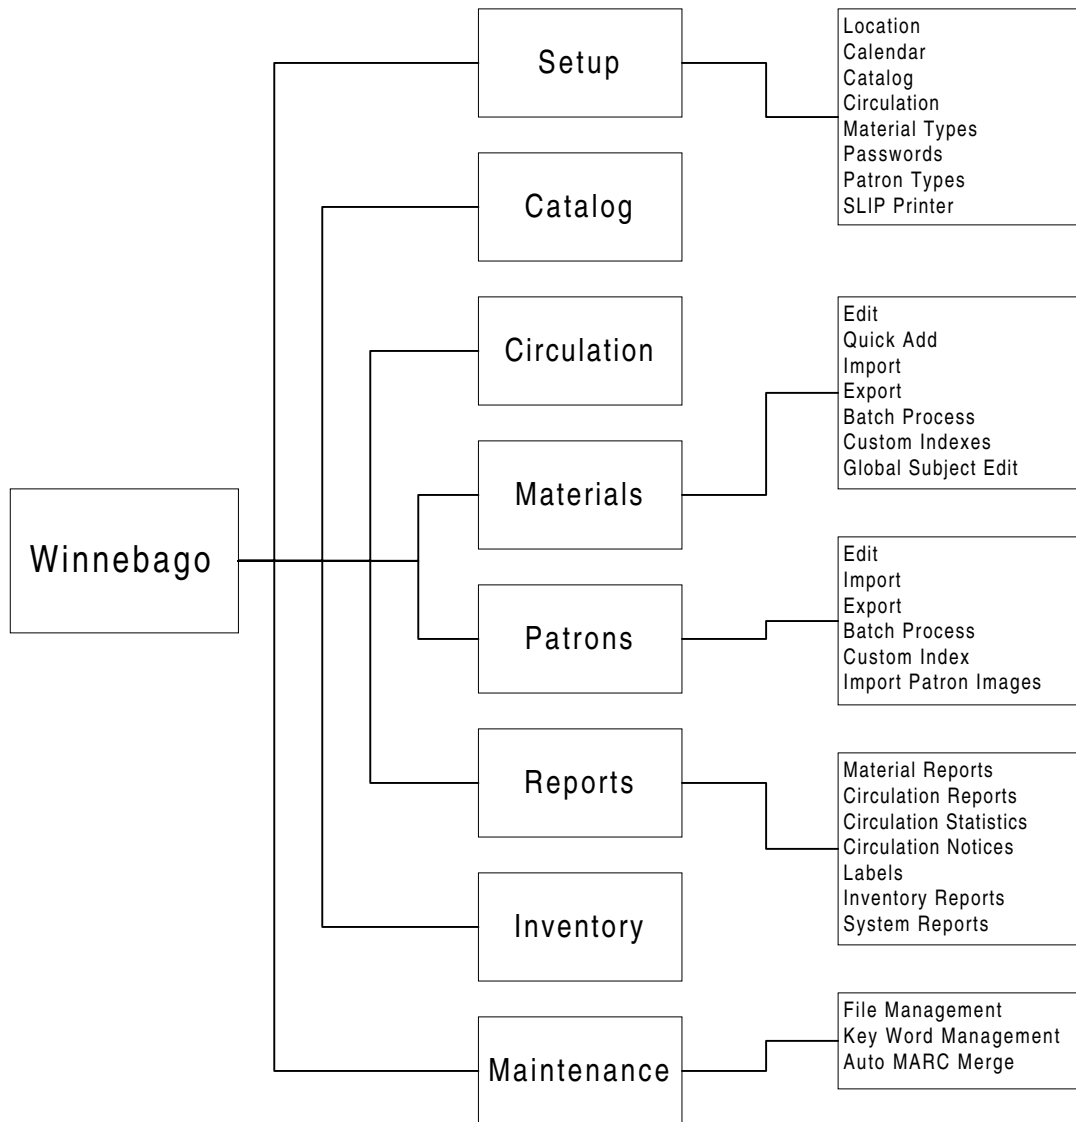 Winnebago
Setup
Location
Calendar
Catalog
Circulation
Material Types
Passwords
Patron Types
SLIP Printer
Catalog
Circulation
Materials
Edit
Quick Add
Import
Export
Batch Process
Custom Indexes
Global Subject Edit
Patrons
Edit
Import
Export
Batch Process
Custom Index
Import Patron Images
Reports
Material Reports
Circulation Reports
Circulation Statistics
Circulation Notices
Labels
Inventory Reports
System Reports
Inventory
Maintenance
File Management
Key Word Management
Auto MARC Merge